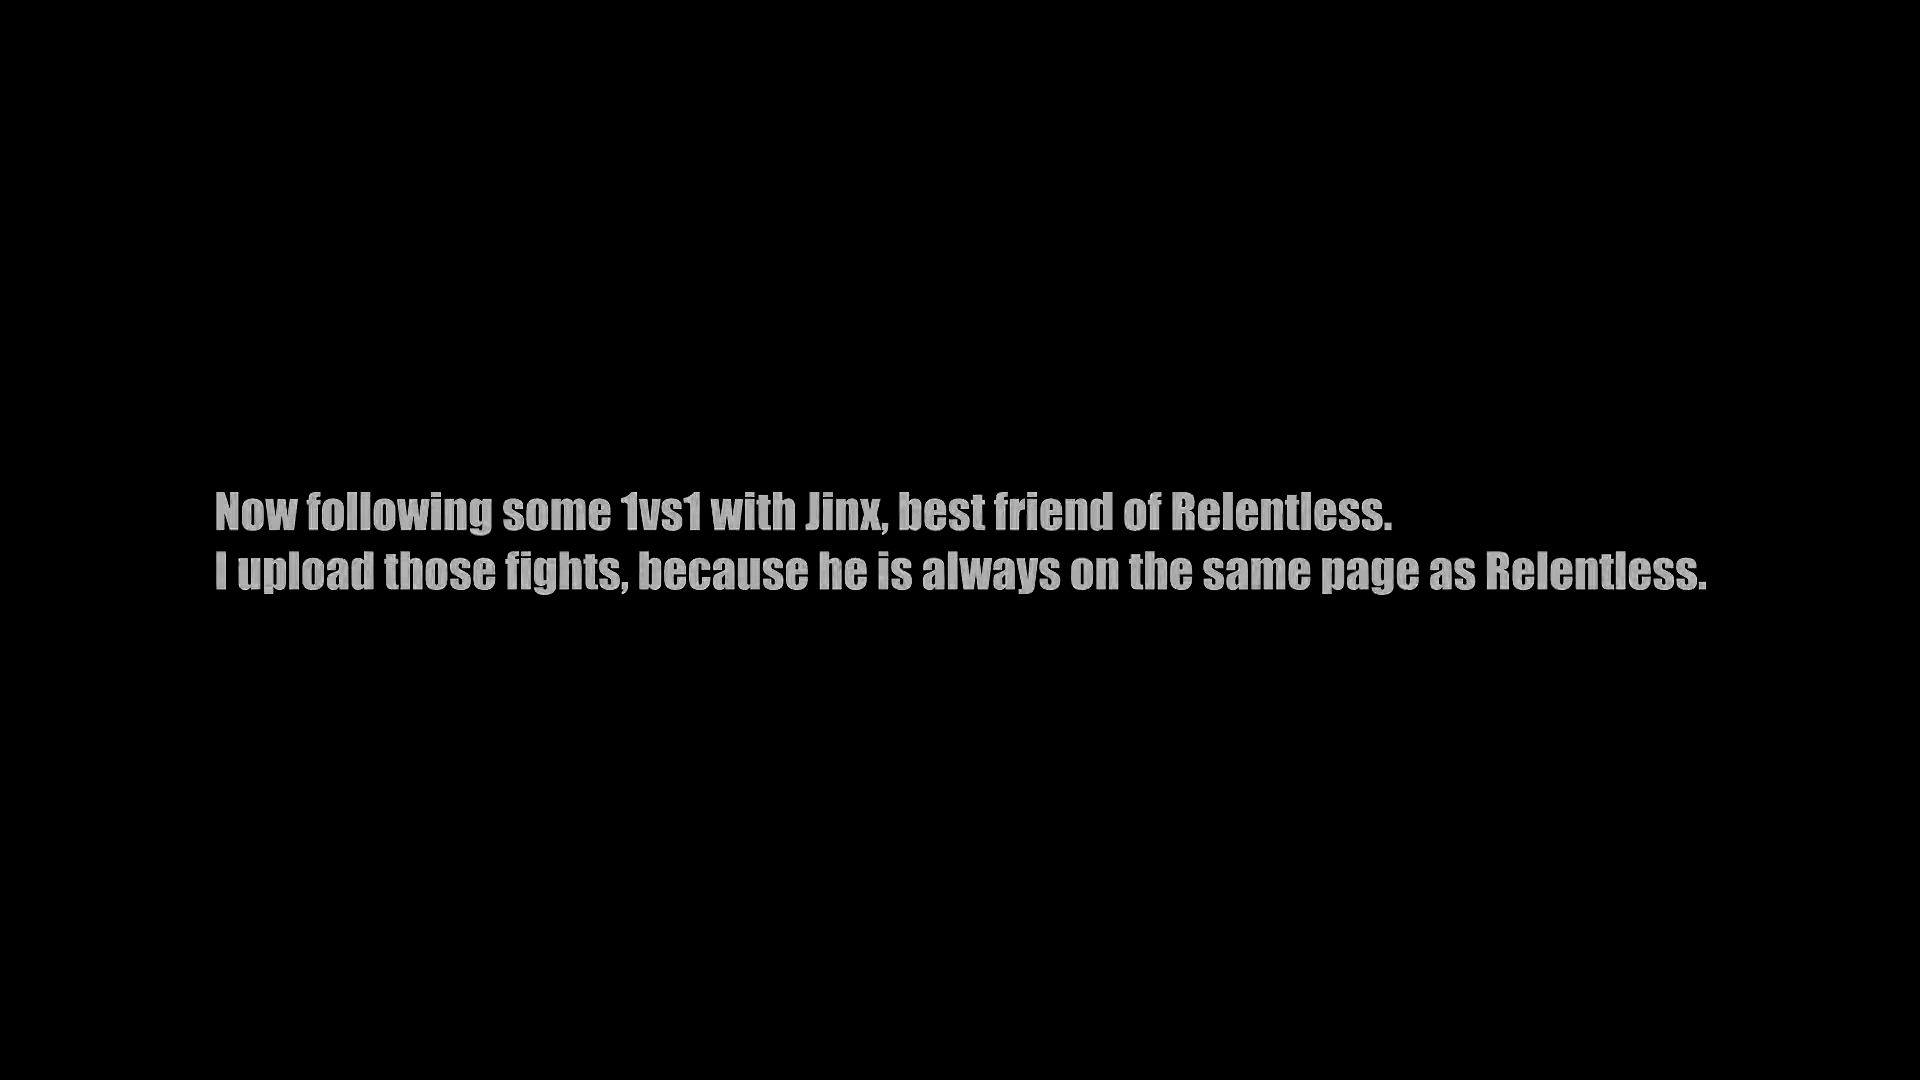 Now following some 1vs1 with Jinx, best friend of Relentless.
I upload those fights, because he is always on the same page as Relentless.